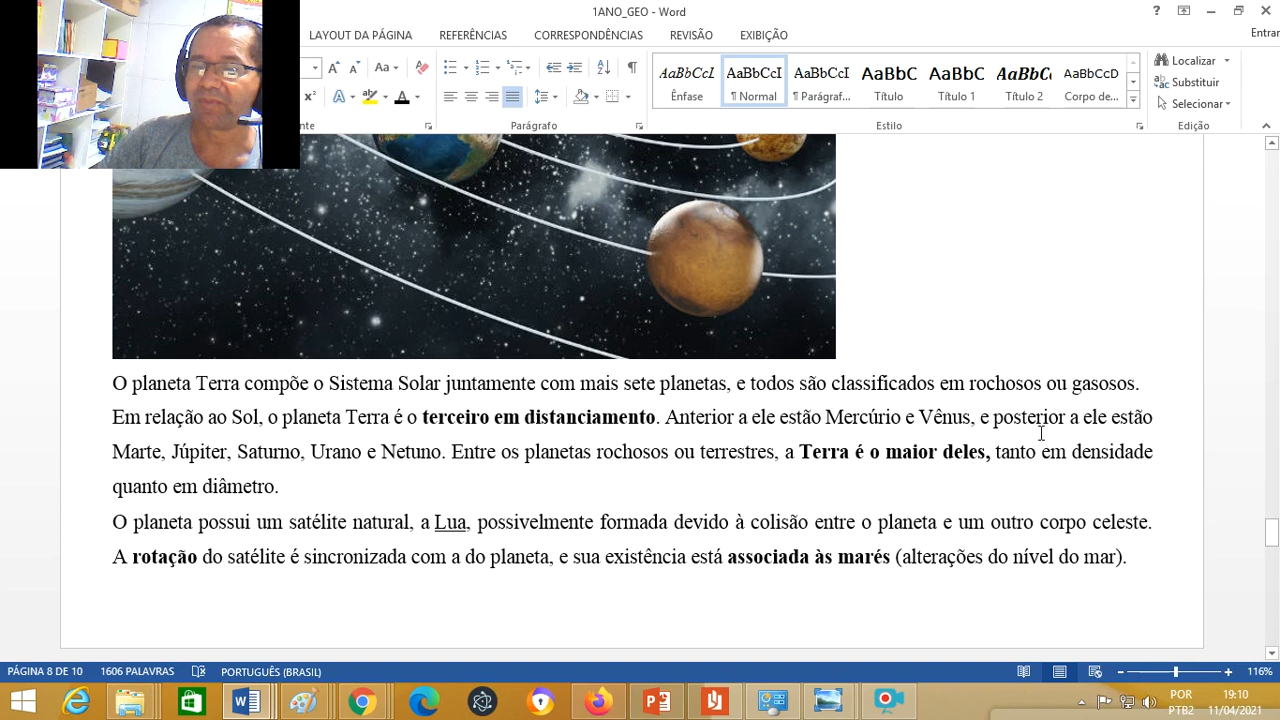 1ANO_GEO - Word
?
LAYOUT DA PÁGINA REFERÊNCIAS CORRESPONDÊNCIAS REVISÃO EXIBIÇÃO
Entrar
Aa
AaBbCcL AaBbCcI AaBbCcI AaBbC AaBbC AaBbCc AaBbCcD
Ênfase ¶ Normal ¶ Parágraf... Título Título 1 Título 2 Corpo de...
Localizar
Substituir
Selecionar
nte Parágrafo Estilo Edição
O planeta Terra compõe o Sistema Solar juntamente com mais sete planetas, e todos são classificados em rochosos ou gasosos.
Em relação ao Sol, o planeta Terra é o terceiro em distanciamento. Anterior a ele estão Mercúrio e Vênus, e posterior a ele estão
Marte, Júpiter, Saturno, Urano e Netuno. Entre os planetas rochosos ou terrestres, a Terra é o maior deles, tanto em densidade
quanto em diâmetro.
O planeta possui um satélite natural, a Lua, possivelmente formada devido à colisão entre o planeta e um outro corpo celeste.
A rotação do satélite é sincronizada com a do planeta, e sua existência está associada às marés (alterações do nível do mar).
PÁGINA 8 DE 10 1606 PALAVRAS PORTUGUÊS (BRASIL) 116%
POR 19:10
PTB2 11/04/2021